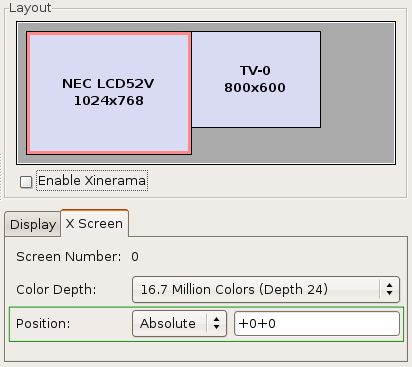 Layout
NEC LCD52V
1024x768
TV-0
800x600
Enable Xinerama
Display
X Screen
Screen Number: 0
Color Depth: 16.7 Million Colors (Depth 24)
Position: Absolute +0+0